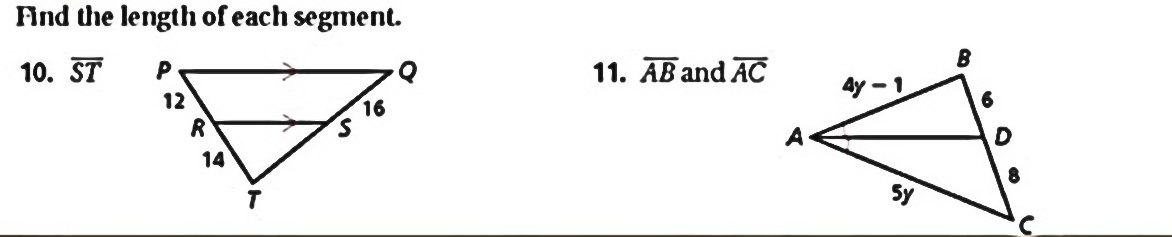 Find the length of each segment.
10. ST
P
Q
12
16
R
S
14
T
11. AB and AC
B
4y – 1
6
A
D
8
5y
C